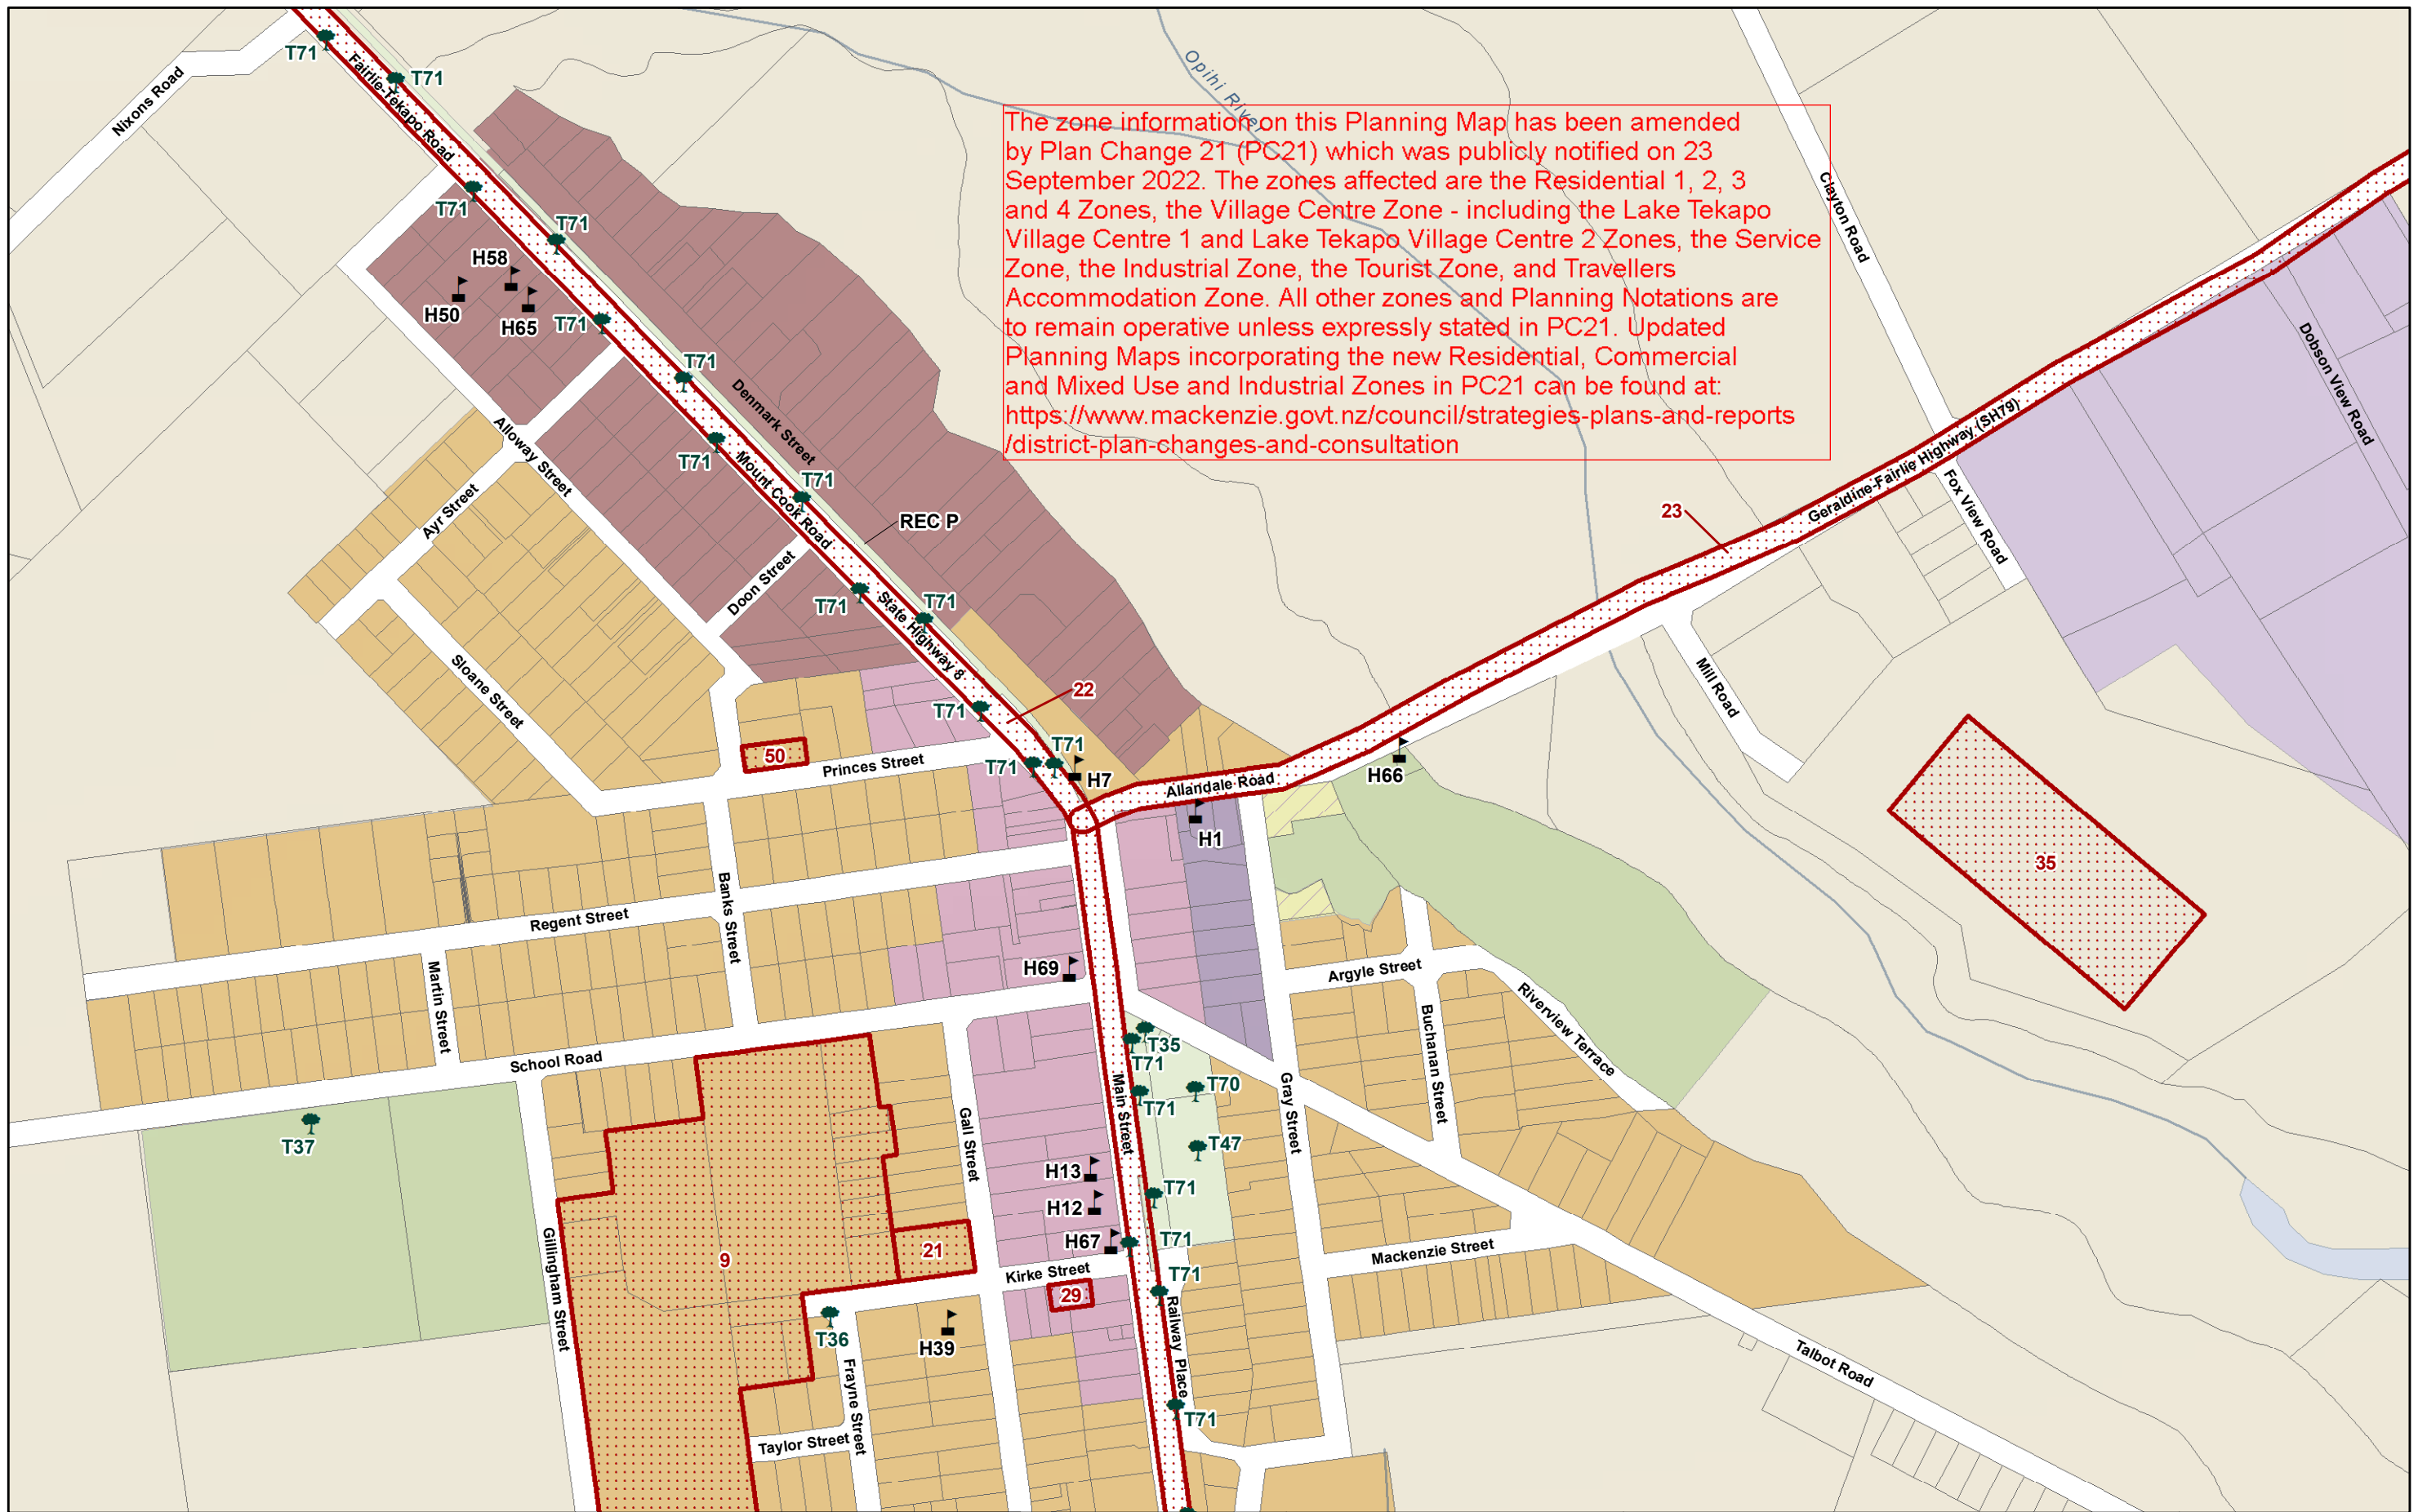 T71
T71
Fairlie-Tekapo Road
Nixons Road
Opihi River
The zone information on this Planning Map has been amended
by Plan Change 21 (PC21) which was publicly notified on 23
September 2022. The zones affected are the Residential 1, 2, 3
and 4 Zones, the Village Centre Zone - including the Lake Tekapo
Village Centre 1 and Lake Tekapo Village Centre 2 Zones, the Service
Zone, the Industrial Zone, the Tourist Zone, and Travellers
Accommodation Zone. All other zones and Planning Notations are
to remain operative unless expressly stated in PC21. Updated
Planning Maps incorporating the new Residential, Commercial
and Mixed Use and Industrial Zones in PC21 can be found at:
https://www.mackenzie.govt.nz/council/strategies-plans-and-reports
/district-plan-changes-and-consultation
Clayton Road
T71
T71
H58
H50
H65
T71
T71
Denmark Street
Dobson View Road
Alloway Street
T71
Mount Cook Road
T71
Geraldine-Fairlie Highway (SH79)
Fox View Road
Ayr Street
REC P
23
Doon Street
T71
T71
State Highway 8
Sloane Street
22
T71
Mill Road
50
Princes Street
T71
T71
H7
Allandale Road
H66
H1
35
Banks Street
Regent Street
H69
Argyle Street
Martin Street
Riverview Terrace
Buchanan Street
School Road
T35
T71
T70
T71
Main Street
Gray Street
Gall Street
T37
T47
H13
T71
H12
H67
T71
Gillingham Street
9
21
Kirke Street
Mackenzie Street
T71
29
Railway Place
T36
H39
Frayne Street
Talbot Road
T71
Taylor Street